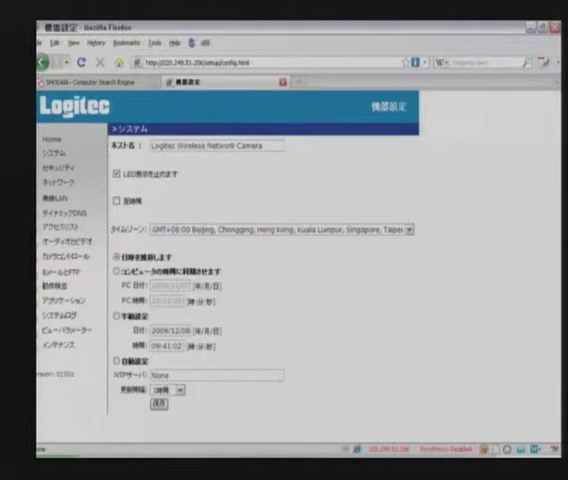 機器設定 - Mozilla Firefox
File Edit View History Bookmarks Tools Help
SHODAN - Computer Search Engine 機器設定
Logitec 機器設定
>システム
Home
システム
セキュリティ
ネットワーク
無線LAN
ダイナミックDNS
アクセスリスト
オーディオとビデオ
カメラコントロール
EメールとFTP
動作検出
アプリケーション
システムログ
ビューパラメーター
メンテナンス
ホスト名 : Logitec Wireless Network Camera
LED表示を止めます
夏時間
タイムゾーン: GMT+08:00 Beijing, Chongqing, Hong Kong, Kuala Lumpur, Singapore, Taipei
日時を維持します
コンピュータの時間に同期させます
PC 日付: [年/月/日]
PC 時間: [時:分:秒]
手動設定
日付: 2009/12/08 [年/月/日]
時間: 09:41:02 [時:分:秒]
自動設定
NTPサーバ: None
更新間隔: 1時間
保存